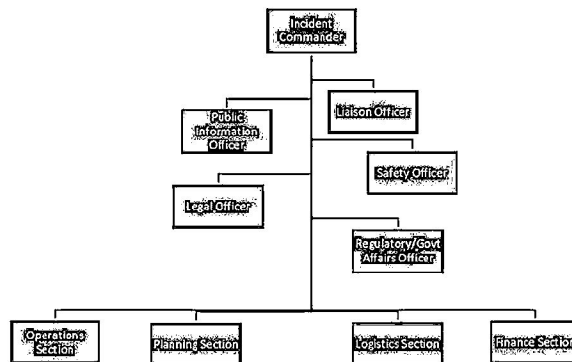 Incident
Commander
Liaison Officer
Public
Information
Officer
Safety Officer
Legal Officer
Regulatory/Govt
Affairs Officer
Operations
Section
Planning Section
Logistics Section
Finance Section